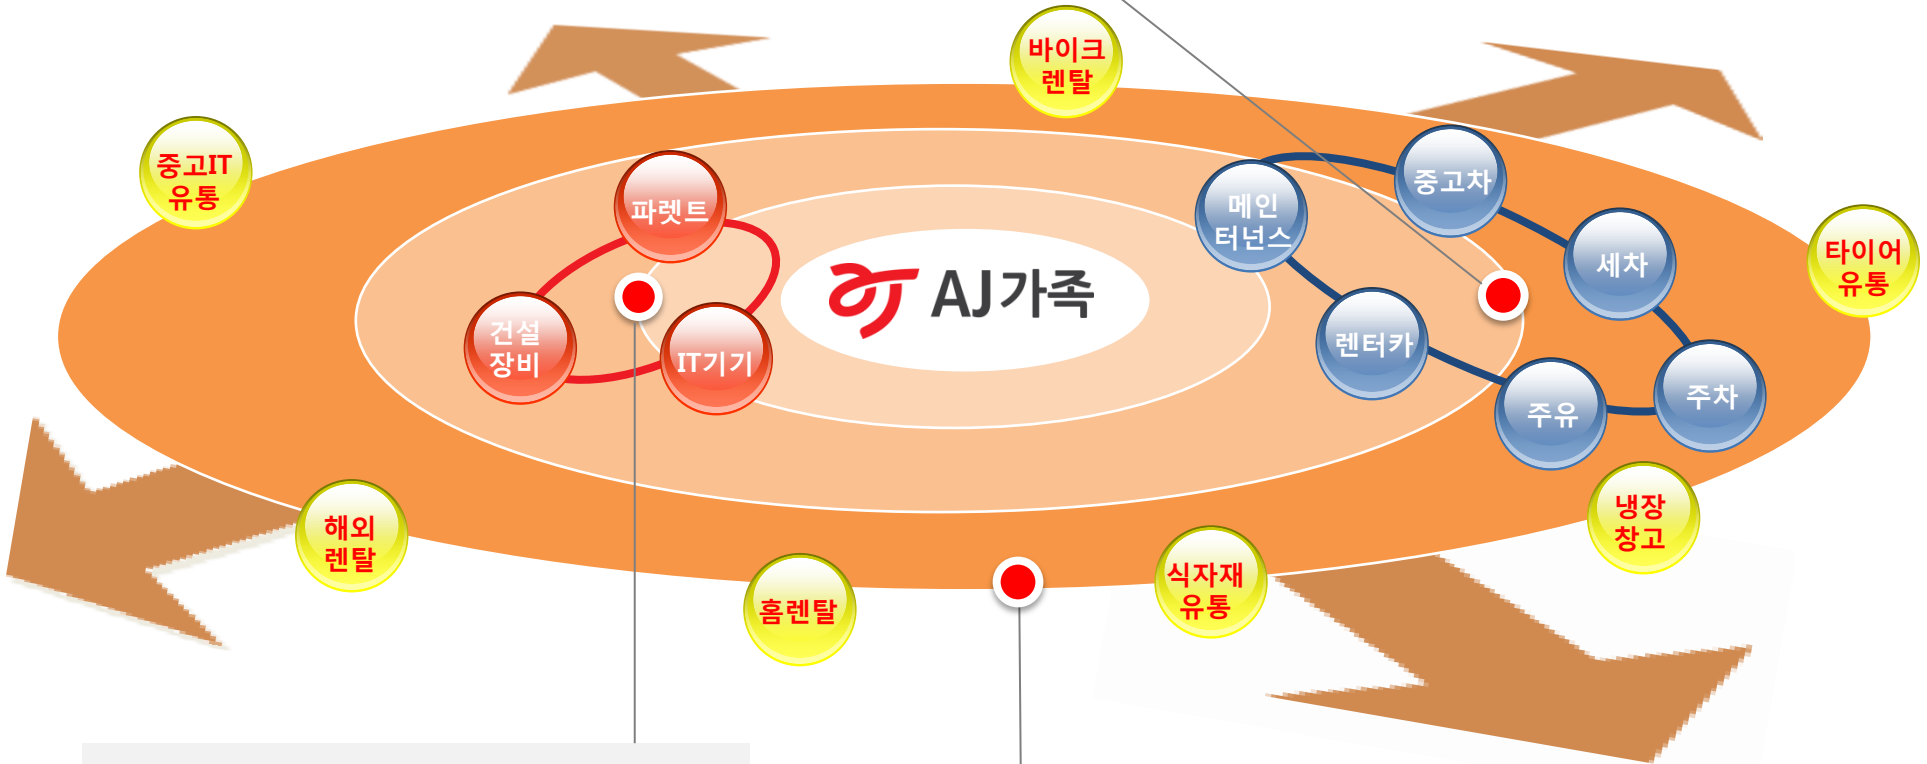 바이크
렌탈
중고IT
유통
파렛트
메인
터넌스
중고차
세차
타이어
유통
AJ가족
건설
장비
IT기기
렌터카
주유
주차
해외
렌탈
홈렌탈
식자재
유통
냉장
창고